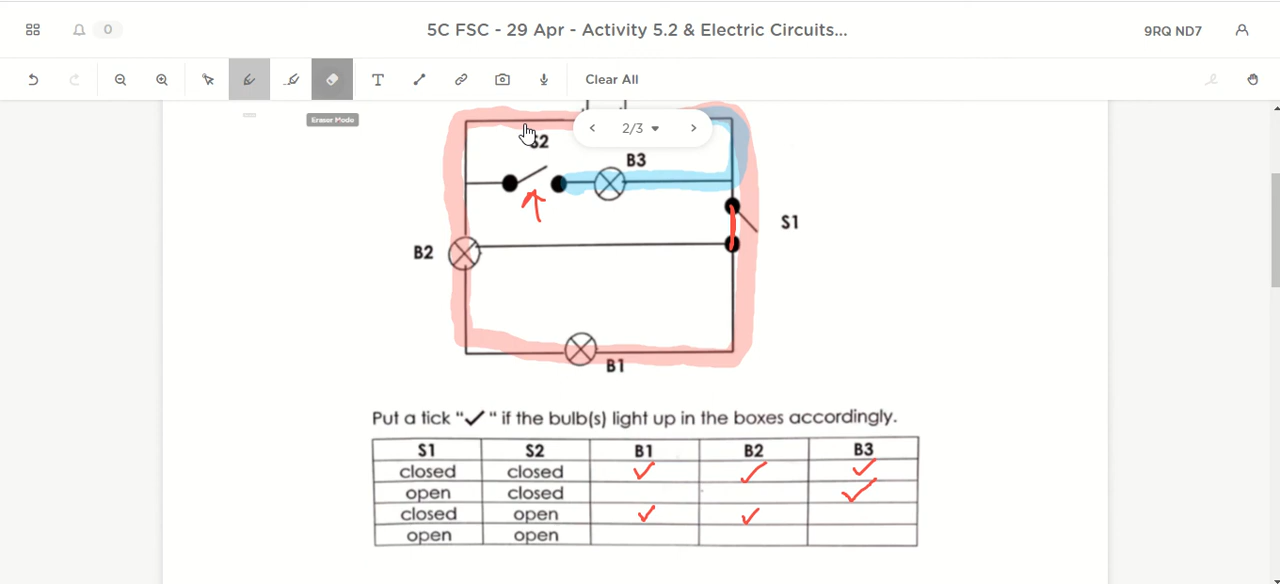 0
5C FSC - 29 Apr - Activity 5.2 & Electric Circuits...
9RQ ND7
T
Clear All
Eraser Mode
2/3
S2
B3
S1
B2
B1
Put a tick "✓" if the bulb(s) light up in the boxes accordingly.
S1 S2 B1 B2 B3
closed closed ✓ ✓ ✓
open closed ✓
closed open ✓ ✓
open open